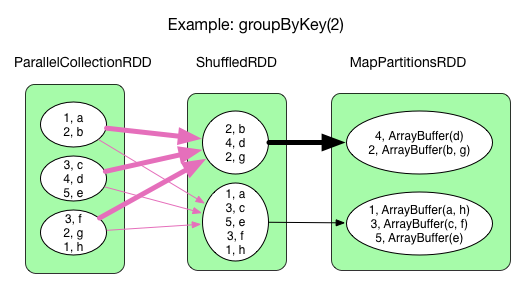 Example: groupByKey(2)
ParallelCollectionRDD
ShuffledRDD
MapPartitionsRDD
1, a
2, b
3, c
4, d
5, e
3, f
2, g
1, h
2, b
4, d
2, g
1, a
3, c
5, e
3, f
1, h
4, ArrayBuffer(d)
2, ArrayBuffer(b, g)
1, ArrayBuffer(a, h)
3, ArrayBuffer(c, f)
5, ArrayBuffer(e)